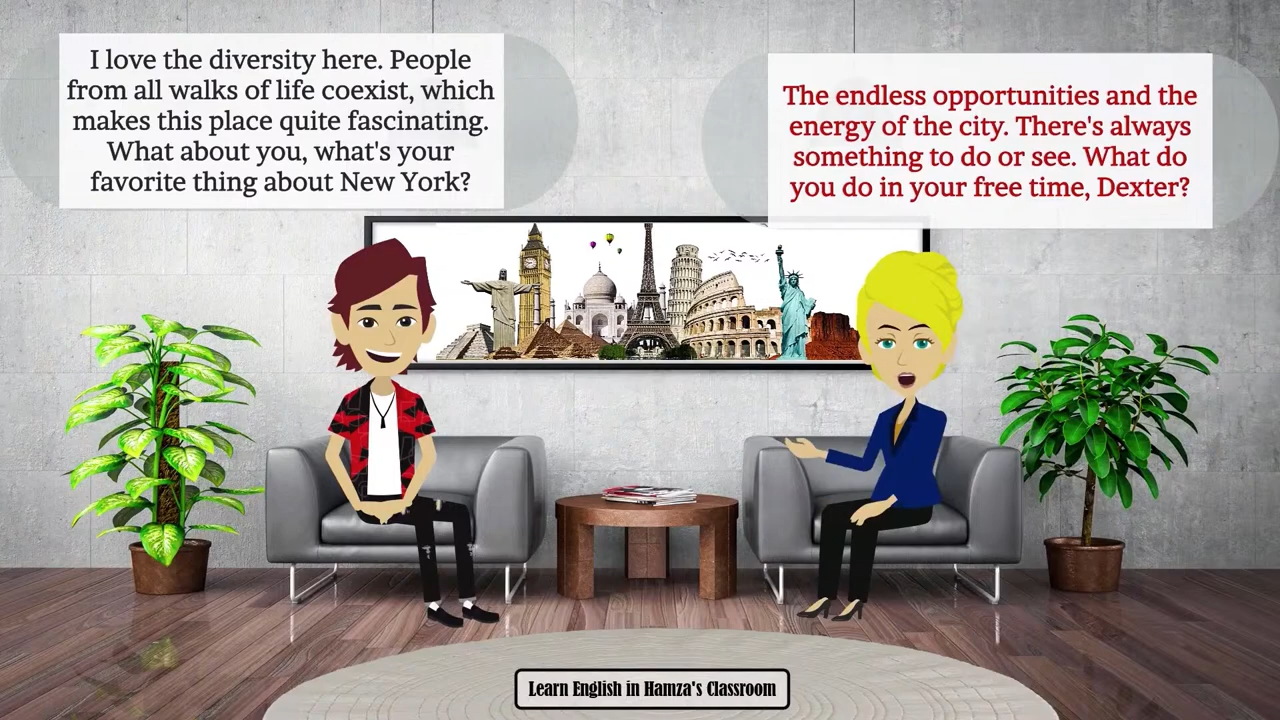 I love the diversity here. People
from all walks of life coexist, which
makes this place quite fascinating.
What about you, what's your
favorite thing about New York?
The endless opportunities and the
energy of the city. There's always
something to do or see. What do
you do in your free time, Dexter?
Learn English in Hamza's Classroom